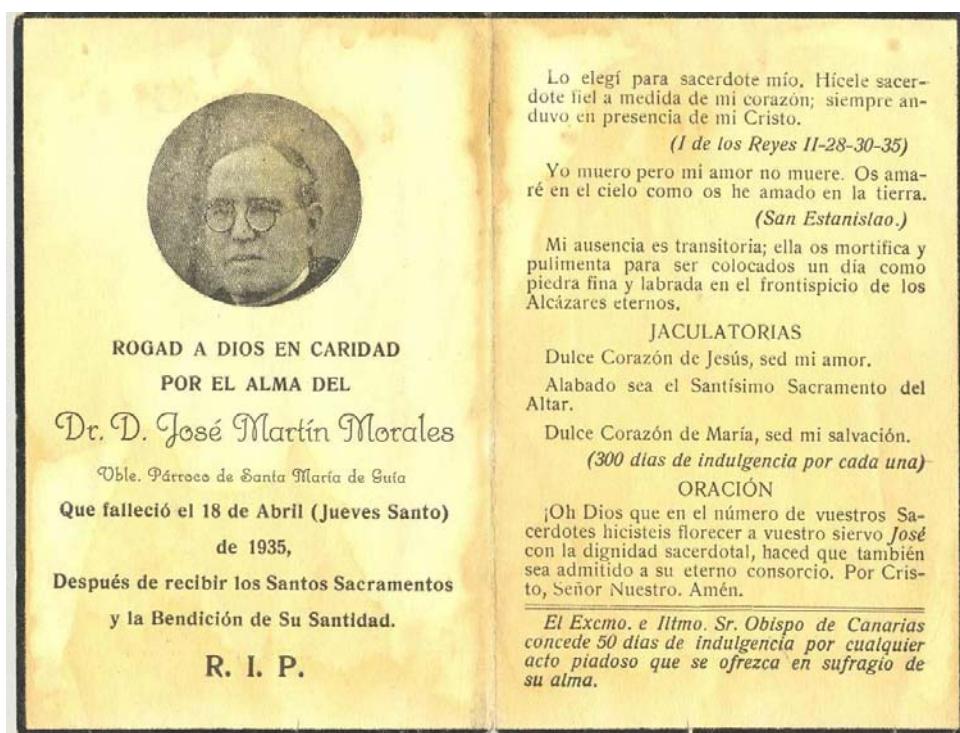 ROGAD A DIOS EN CARIDAD
POR EL ALMA DEL
Dr. D. José Martín Morales
Vble. Párroco de Santa María de Guía
Que falleció el 18 de Abril (Jueves Santo)
de 1935,
Después de recibir los Santos Sacramentos
y la Bendición de Su Santidad.
R. I. P.
Lo elegí para sacerdote mío. Hícele sacer-
dote fiel a medida de mi corazón; siempre an-
duvo en presencia de mi Cristo.
(I de los Reyes II-28-30-35)
Yo muero pero mi amor no muere. Os ama-
ré en el cielo como os he amado en la tierra.
(San Estanislao.)
Mi ausencia es transitoria; ella os mortifica y
pulimenta para ser colocados un día como
piedra fina y labrada en el frontispicio de los
Alcázares eternos.
JACULATORIAS
Dulce Corazón de Jesús, sed mi amor.
Alabado sea el Santísimo Sacramento del
Altar.
Dulce Corazón de María, sed mi salvación.
(300 días de indulgencia por cada una)
ORACIÓN
¡Oh Dios que en el número de vuestros Sa-
cerdotes hicisteis florecer a vuestro siervo José
con la dignidad sacerdotal, haced que también
sea admitido a su eterno consorcio. Por Cris-
to, Señor Nuestro. Amén.
El Excmo. e Iltmo. Sr. Obispo de Canarias
concede 50 días de indulgencia por cualquier
acto piadoso que se ofrezca en sufragio de
su alma.